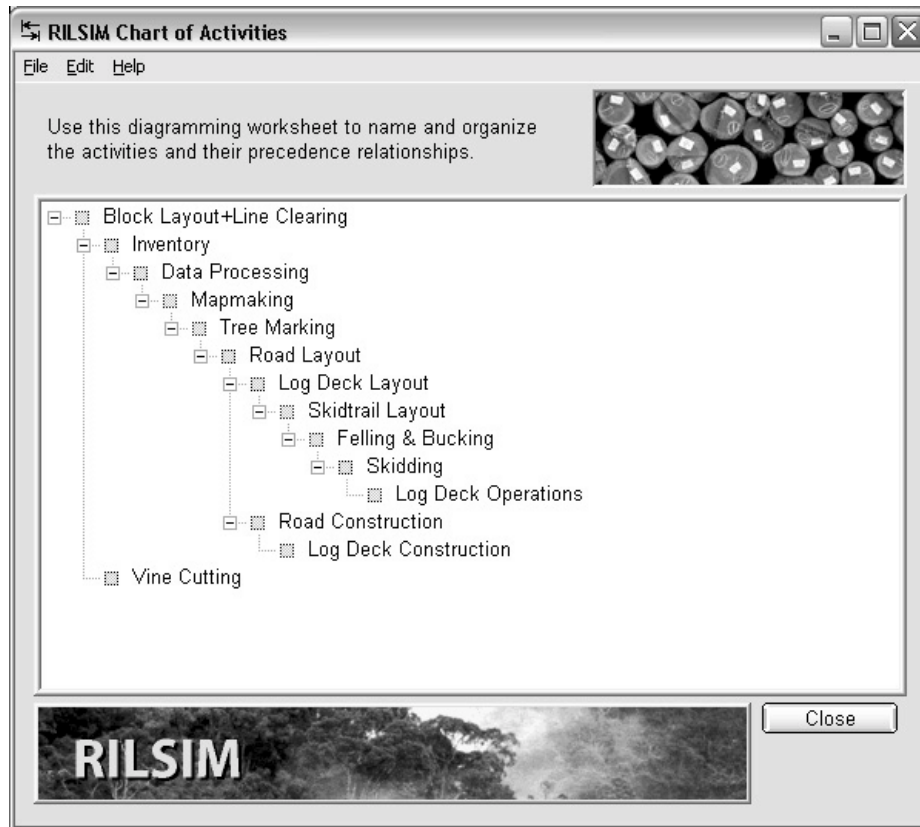 RILSIM Chart of Activities
File Edit Help
Use this diagramming worksheet to name and organize
the activities and their precedence relationships.
Block Layout+Line Clearing
Inventory
Data Processing
Mapmaking
Tree Marking
Road Layout
Log Deck Layout
Skidtrail Layout
Felling & Bucking
Skidding
Log Deck Operations
Road Construction
Log Deck Construction
Vine Cutting
Close
RILSIM